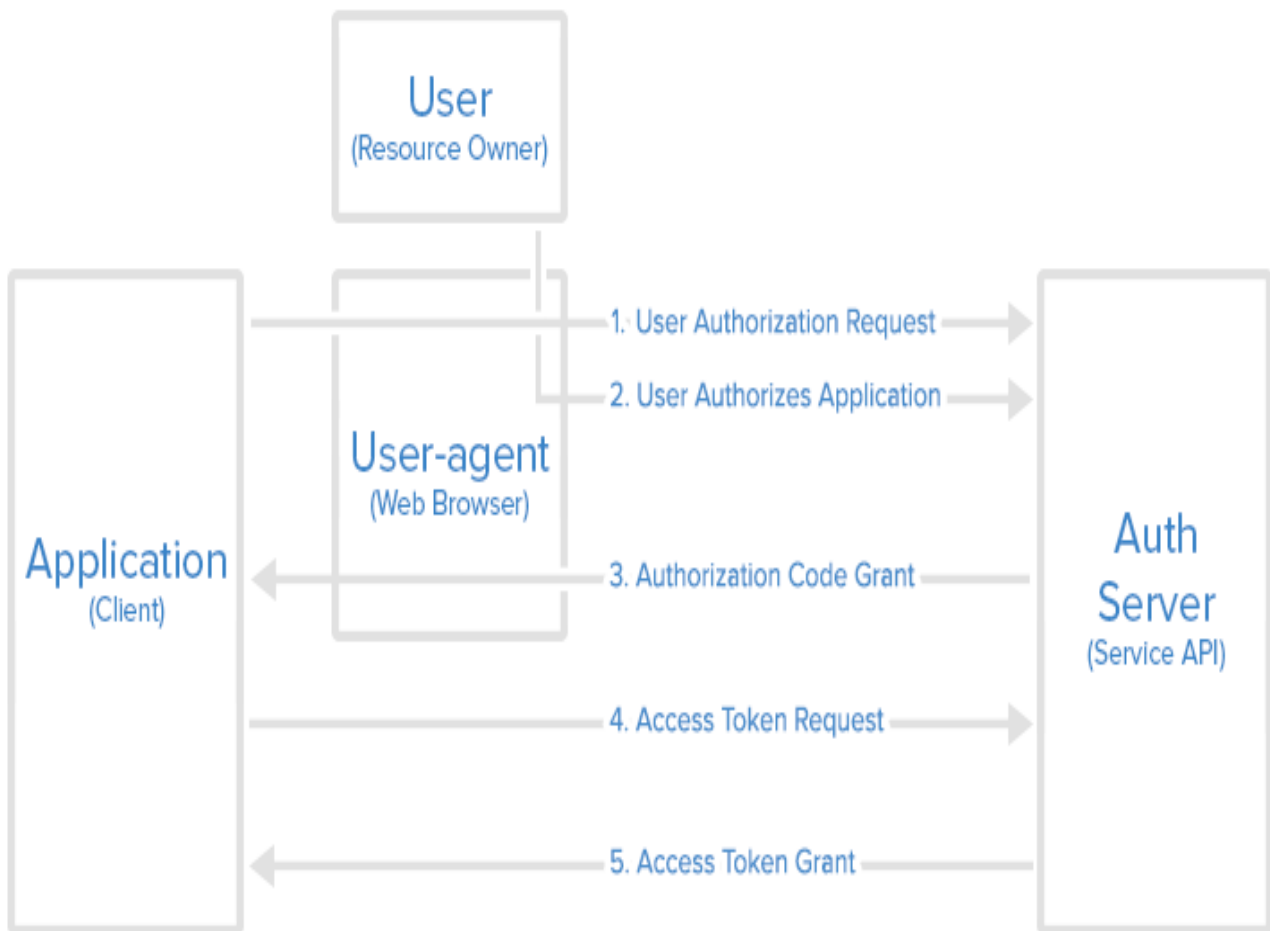 User
(Resource Owner)
1. User Authorization Request
2. User Authorizes Application
User-agent
(Web Browser)
Application
(Client)
3. Authorization Code Grant
Auth
Server
(Service API)
4. Access Token Request
5. Access Token Grant